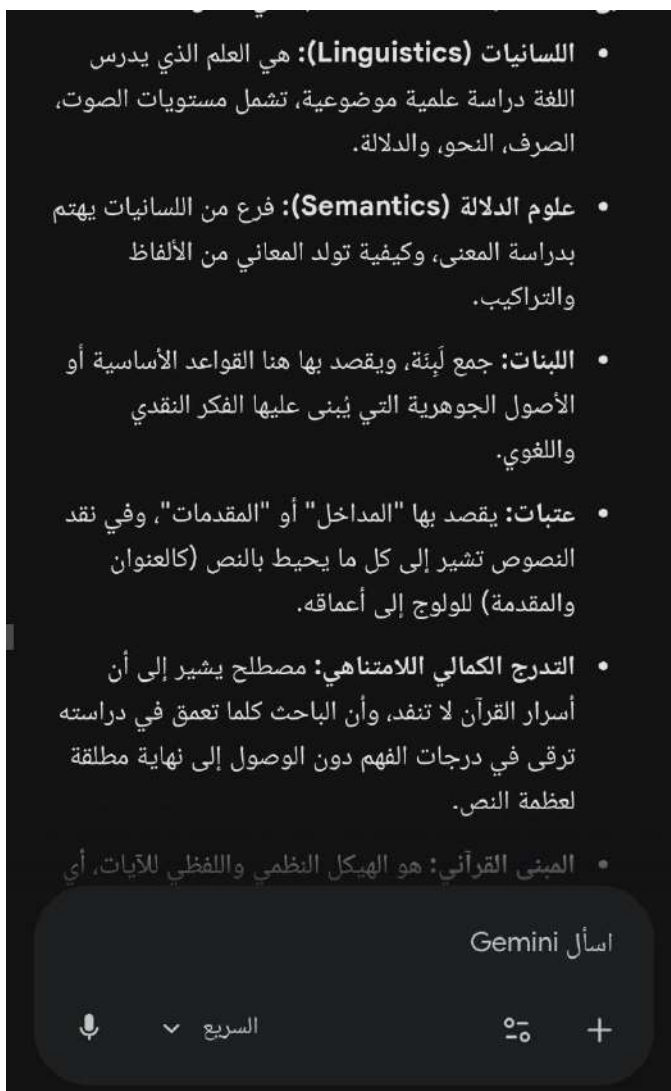 • اللسانيات (Linguistics): هي العلم الذي يدرس
اللغة دراسة علمية موضوعية، تشمل مستويات الصوت،
الصرف، النحو، والدلالة.
• علوم الدلالة (Semantics): فرع من اللسانيات يهتم
بدراسة المعنى، وكيفية تولد المعاني من الألفاظ
والتراكيب.
• اللبنات: جمع لَبِنَة، ويقصد بها هنا القواعد الأساسية أو
الأصول الجوهرية التي يُبنى عليها الفكر النقدي
واللغوي.
• عتبات: يقصد بها "المداخل" أو "المقدمات"، وفي نقد
النصوص تشير إلى كل ما يحيط بالنص (كالعنوان
والمقدمة) للولوج إلى أعماقه.
• التدرج الكمالي اللامتناهي: مصطلح يشير إلى أن
أسرار القرآن لا تنفد، وأن الباحث كلما تعمق في دراسته
ترقى في درجات الفهم دون الوصول إلى نهاية مطلقة
لعظمة النص.
• المبنى القرآني: هو الهيكل النظمي واللفظي للآيات، أي
اسأل Gemini
السريع